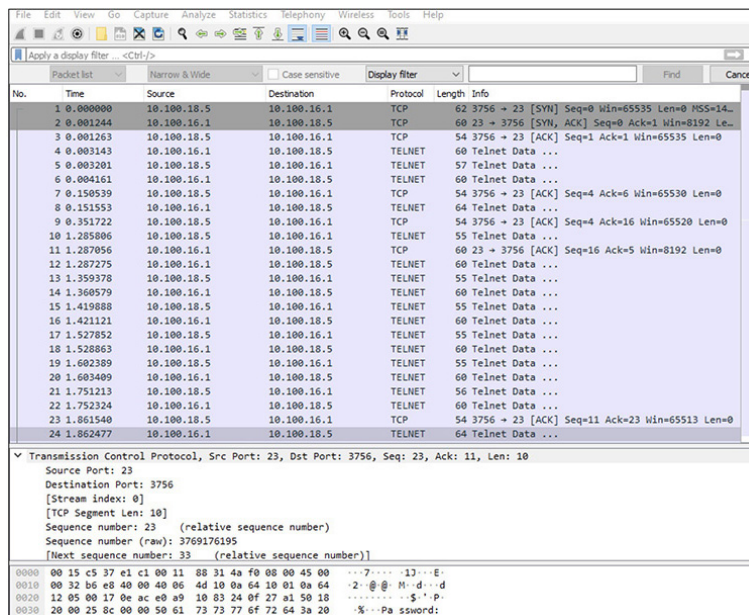 File Edit View Go Capture Analyze Statistics Telephony Wireless Tools Help
Apply a display filter ... <Ctrl-/>
Packet list Narrow & Wide Case sensitive Display filter Find Cance
No. Time Source Destination Protocol Length Info
1 0.000000 10.100.18.5 10.100.16.1 TCP 62 3756 → 23 [SYN] Seq=0 Win=65535 Len=0 MSS=14…
2 0.001244 10.100.16.1 10.100.18.5 TCP 60 23 → 3756 [SYN, ACK] Seq=0 Ack=1 Win=8192 Le…
3 0.001263 10.100.18.5 10.100.16.1 TCP 54 3756 → 23 [ACK] Seq=1 Ack=1 Win=65535 Len=0
4 0.003143 10.100.16.1 10.100.18.5 TELNET 60 Telnet Data ...
5 0.003201 10.100.18.5 10.100.16.1 TELNET 57 Telnet Data ...
6 0.004161 10.100.16.1 10.100.18.5 TELNET 60 Telnet Data ...
7 0.150539 10.100.18.5 10.100.16.1 TCP 54 3756 → 23 [ACK] Seq=4 Ack=6 Win=65530 Len=0
8 0.151553 10.100.16.1 10.100.18.5 TELNET 64 Telnet Data ...
9 0.351722 10.100.18.5 10.100.16.1 TCP 54 3756 → 23 [ACK] Seq=4 Ack=16 Win=65520 Len=0
10 1.285806 10.100.18.5 10.100.16.1 TELNET 55 Telnet Data ...
11 1.287056 10.100.16.1 10.100.18.5 TCP 60 23 → 3756 [ACK] Seq=16 Ack=5 Win=8192 Len=0
12 1.287275 10.100.16.1 10.100.18.5 TELNET 60 Telnet Data ...
13 1.359378 10.100.18.5 10.100.16.1 TELNET 55 Telnet Data ...
14 1.360579 10.100.16.1 10.100.18.5 TELNET 60 Telnet Data ...
15 1.419888 10.100.18.5 10.100.16.1 TELNET 55 Telnet Data ...
16 1.421121 10.100.16.1 10.100.18.5 TELNET 60 Telnet Data ...
17 1.527852 10.100.18.5 10.100.16.1 TELNET 55 Telnet Data ...
18 1.528863 10.100.16.1 10.100.18.5 TELNET 60 Telnet Data ...
19 1.602389 10.100.18.5 10.100.16.1 TELNET 55 Telnet Data ...
20 1.603409 10.100.16.1 10.100.18.5 TELNET 60 Telnet Data ...
21 1.751213 10.100.18.5 10.100.16.1 TELNET 56 Telnet Data ...
22 1.752324 10.100.16.1 10.100.18.5 TELNET 60 Telnet Data ...
23 1.861540 10.100.18.5 10.100.16.1 TCP 54 3756 → 23 [ACK] Seq=11 Ack=23 Win=65513 Len=0
24 1.862477 10.100.16.1 10.100.18.5 TELNET 64 Telnet Data ...
Transmission Control Protocol, Src Port: 23, Dst Port: 3756, Seq: 23, Ack: 11, Len: 10
Source Port: 23
Destination Port: 3756
[Stream index: 0]
[TCP Segment Len: 10]
Sequence number: 23 (relative sequence number)
Sequence number (raw): 3769176195
[Next sequence number: 33 (relative sequence number)]
0000 00 15 c5 37 e1 c1 00 11 88 31 4a f0 08 00 45 00 ···7···· ·1J···E·
0010 00 32 b6 e8 40 00 40 06 4d 10 0a 64 10 01 0a 64 ·2··@·@· M··d···d
0020 12 05 00 17 0e ac e0 a9 10 83 24 0f 27 a1 50 18 ········ ··$·'·P·
0030 20 00 25 8c 00 00 50 61 73 73 77 6f 72 64 3a 20 ·%···Pa ssword: